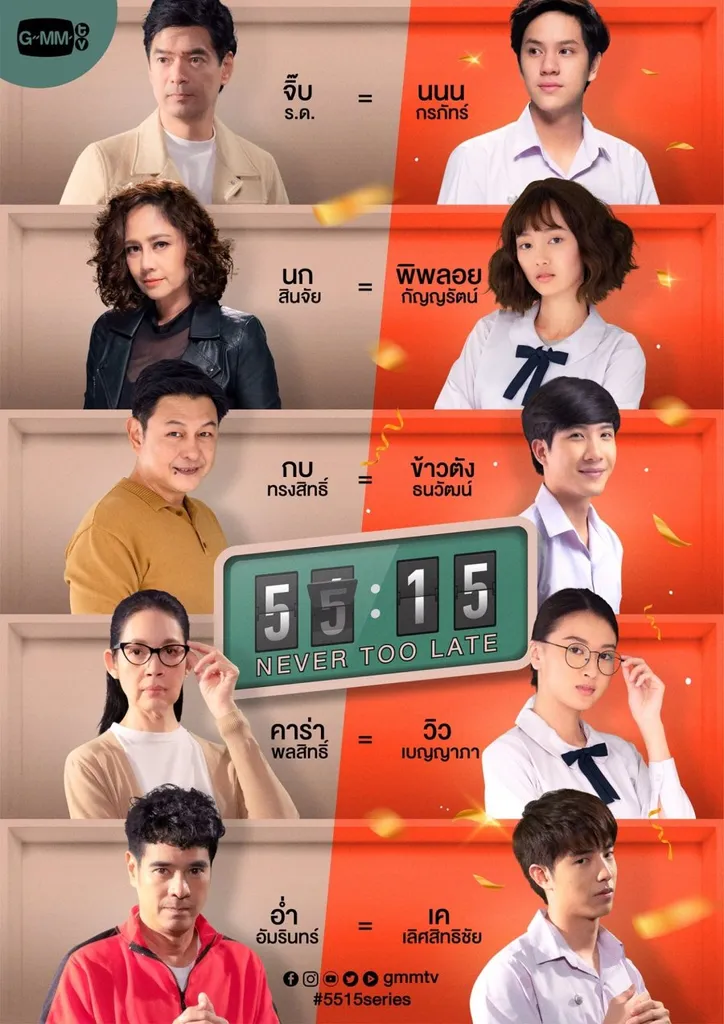 G-MM-
TV
จิ๊บ = นนน
ร.ด. กรภัทร์
นก = พิพลอย
สินจัย กัญญรัตน์
กบ = ข้าวตัง
ทรงสิทธิ์ ธนวัฒน์
55:15
NEVER TOO LATE
คาร่า = วิว
พลสิทธิ์ เบญญาภา
อ่ำ = เค
อัมรินทร์ เลิศสิทธิชัย
gmmtv
#5515series